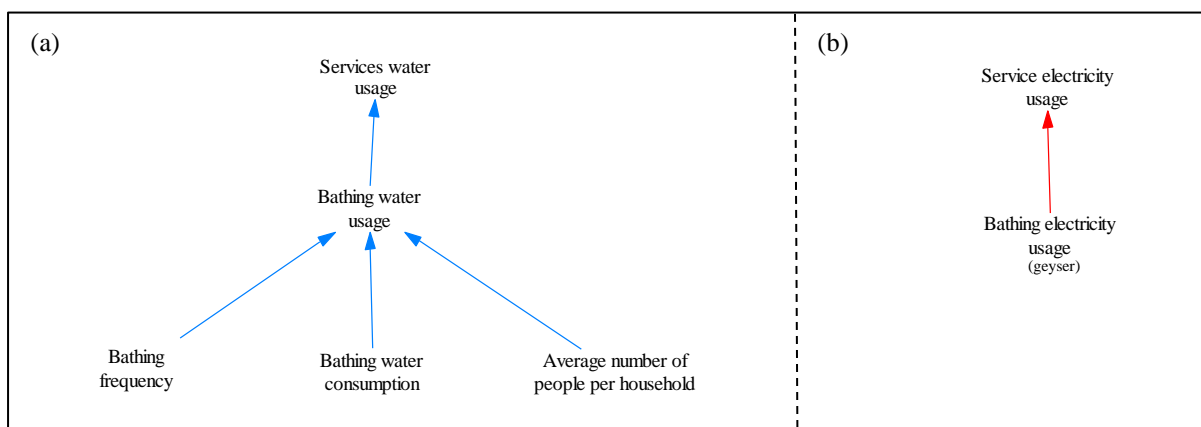 (a)
Services water
usage
Bathing water
usage
Bathing
frequency
Bathing water
consumption
Average number of
people per household
(b)
Service electricity
usage
Bathing electricity
usage
(geyser)